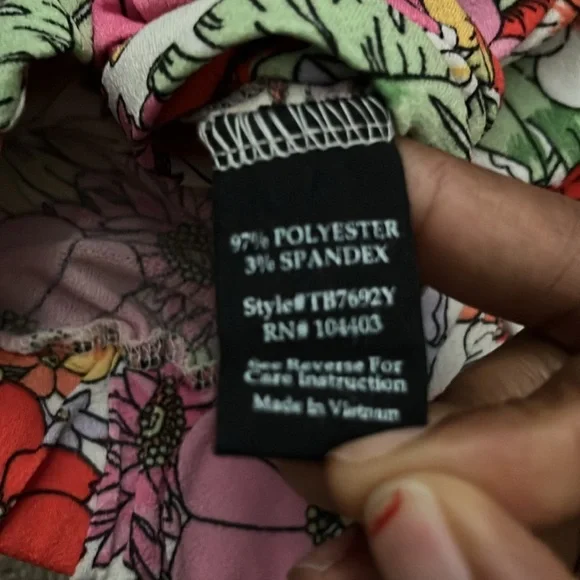 97% POLYESTER
3% SPANDEX
Style#TB7692Y
RN# 104403
See Reverse For
Care Instruction
Made In Vietnam